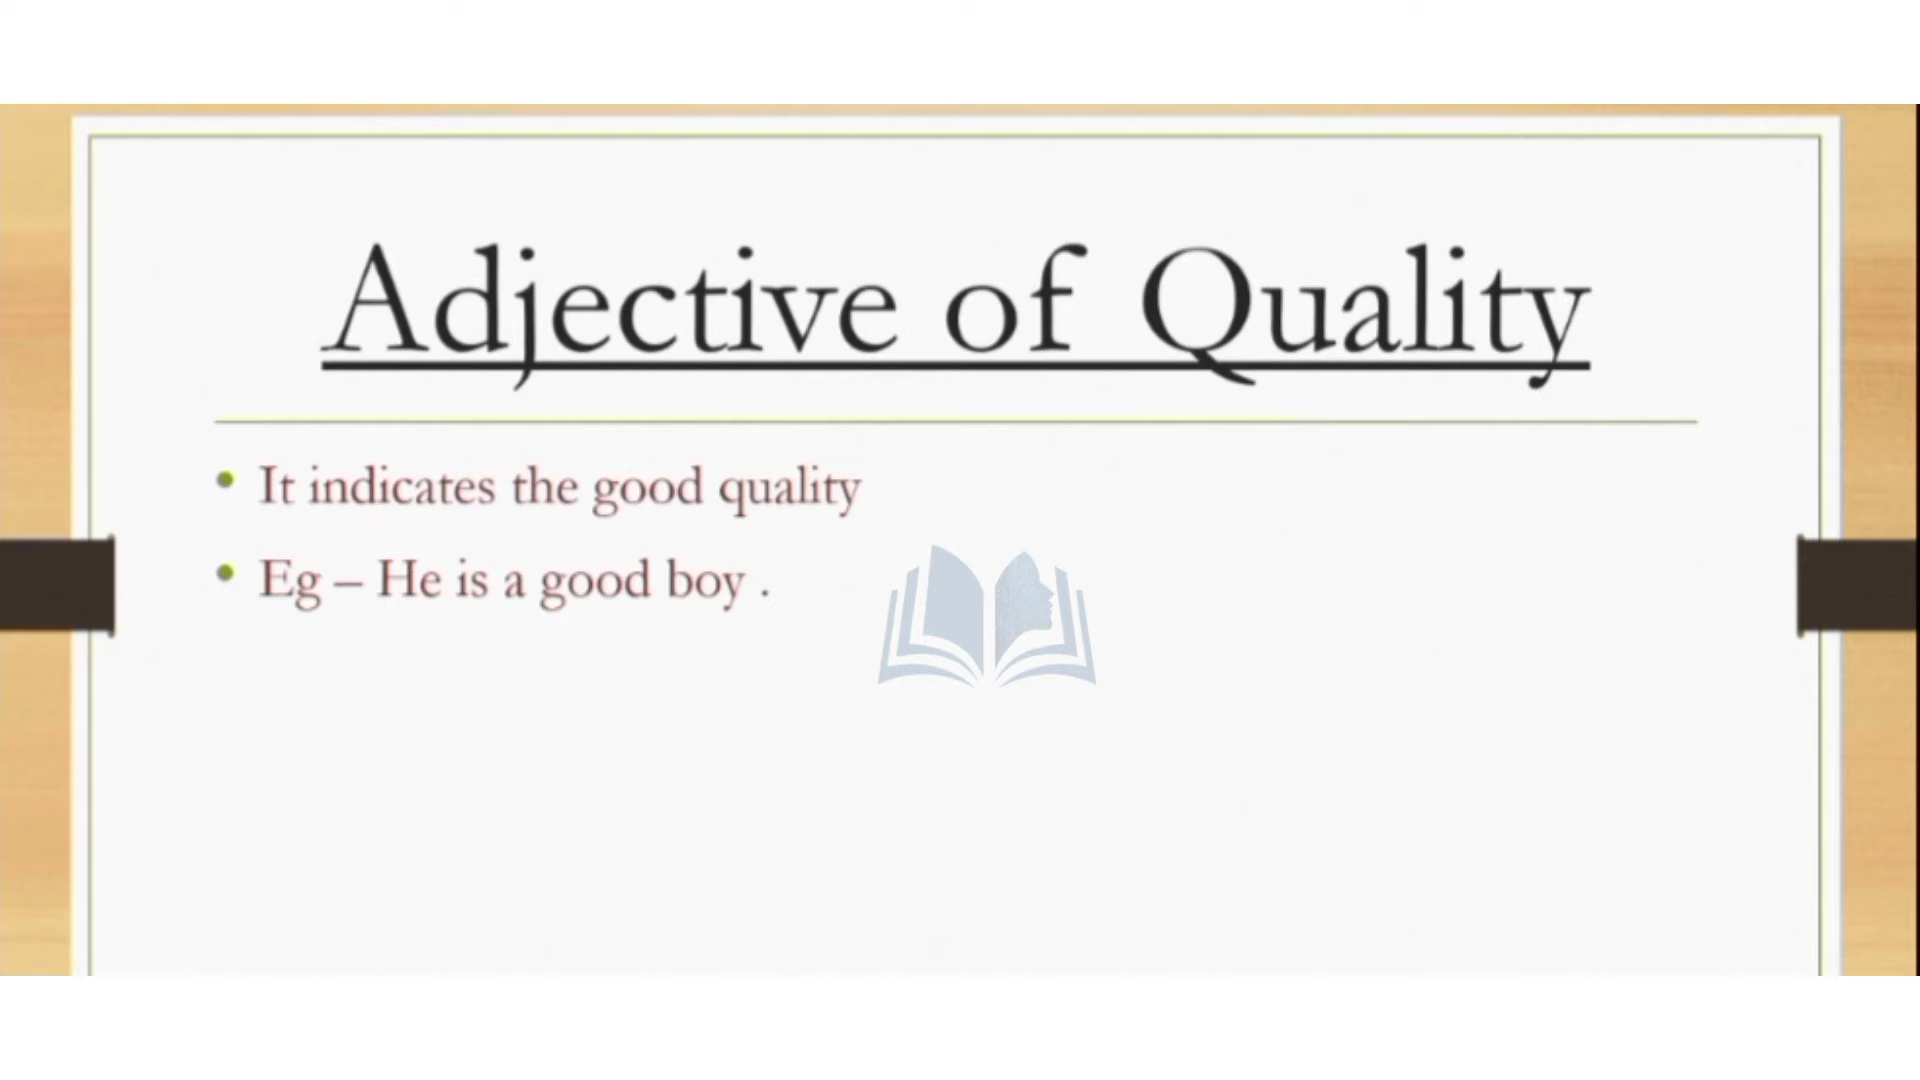 Adjective of Quality
It indicates the good quality
Eg – He is a good boy .